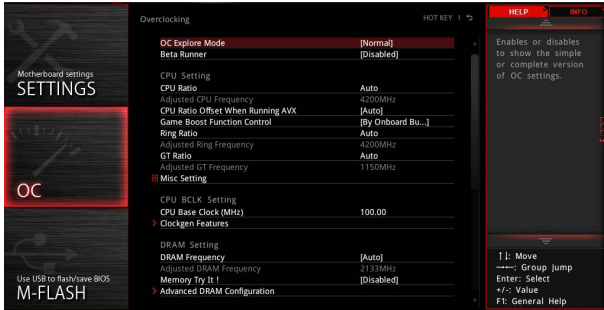 Overclocking
HOT KEY |
HELP
INFO
Motherboard settings
SETTINGS
OC
Use USB to flash/save BIOS
M-FLASH
OC Explore Mode [Normal]
Beta Runner [Disabled]
CPU Setting
CPU Ratio Auto
Adjusted CPU Frequency 4200MHz
CPU Ratio Offset When Running AVX [Auto]
Game Boost Function Control [By Onboard Bu...]
Ring Ratio Auto
Adjusted Ring Frequency 4200MHz
GT Ratio Auto
Adjusted GT Frequency 1150MHz
Misc Setting
CPU BCLK Setting
CPU Base Clock (MHz) 100.00
Clockgen Features
DRAM Setting
DRAM Frequency [Auto]
Adjusted DRAM Frequency 2133MHz
Memory Try It ! [Disabled]
Advanced DRAM Configuration
Enables or disables
to show the simple
or complete version
of OC settings.
↑↓: Move
→←: Group Jump
Enter: Select
+/-: Value
F1: General Help